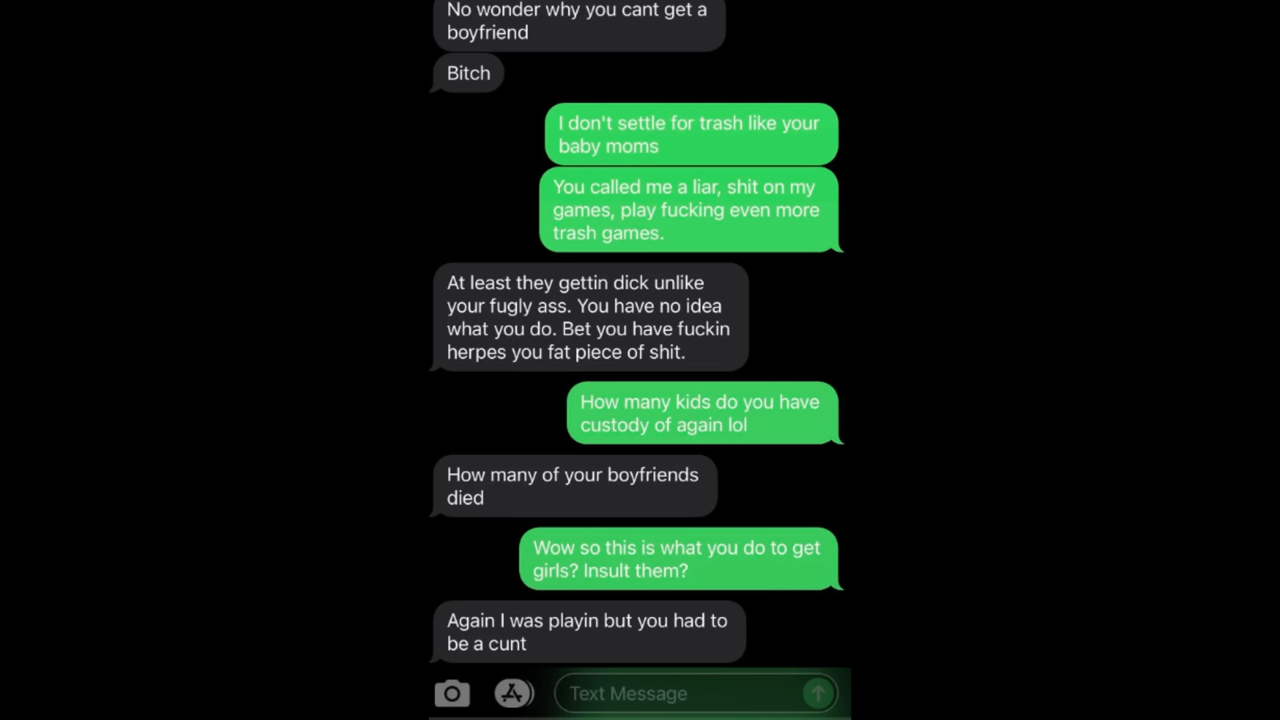 No wonder why you cant get a
boyfriend
Bitch
I don't settle for trash like your
baby moms
You called me a liar, shit on my
games, play fucking even more
trash games.
At least they gettin dick unlike
your fugly ass. You have no idea
what you do. Bet you have fuckin
herpes you fat piece of shit.
How many kids do you have
custody of again lol
How many of your boyfriends
died
Wow so this is what you do to get
girls? Insult them?
Again I was playin but you had to
be a cunt
Text Message